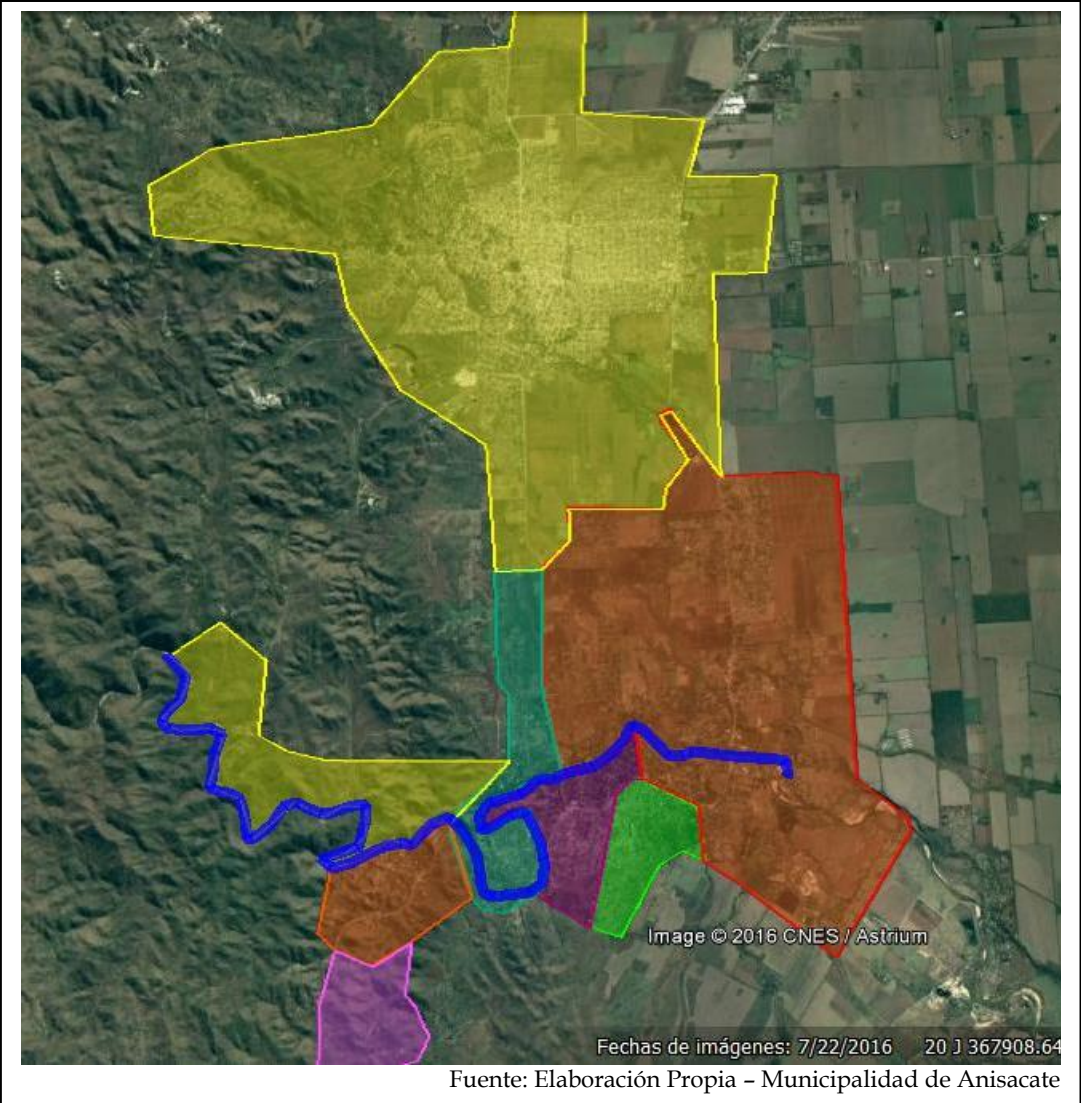 Image © 2016 CNES / Astrium
Fechas de imágenes: 7/22/2016 20 J 367908.64
Fuente: Elaboración Propia – Municipalidad de Anisacate